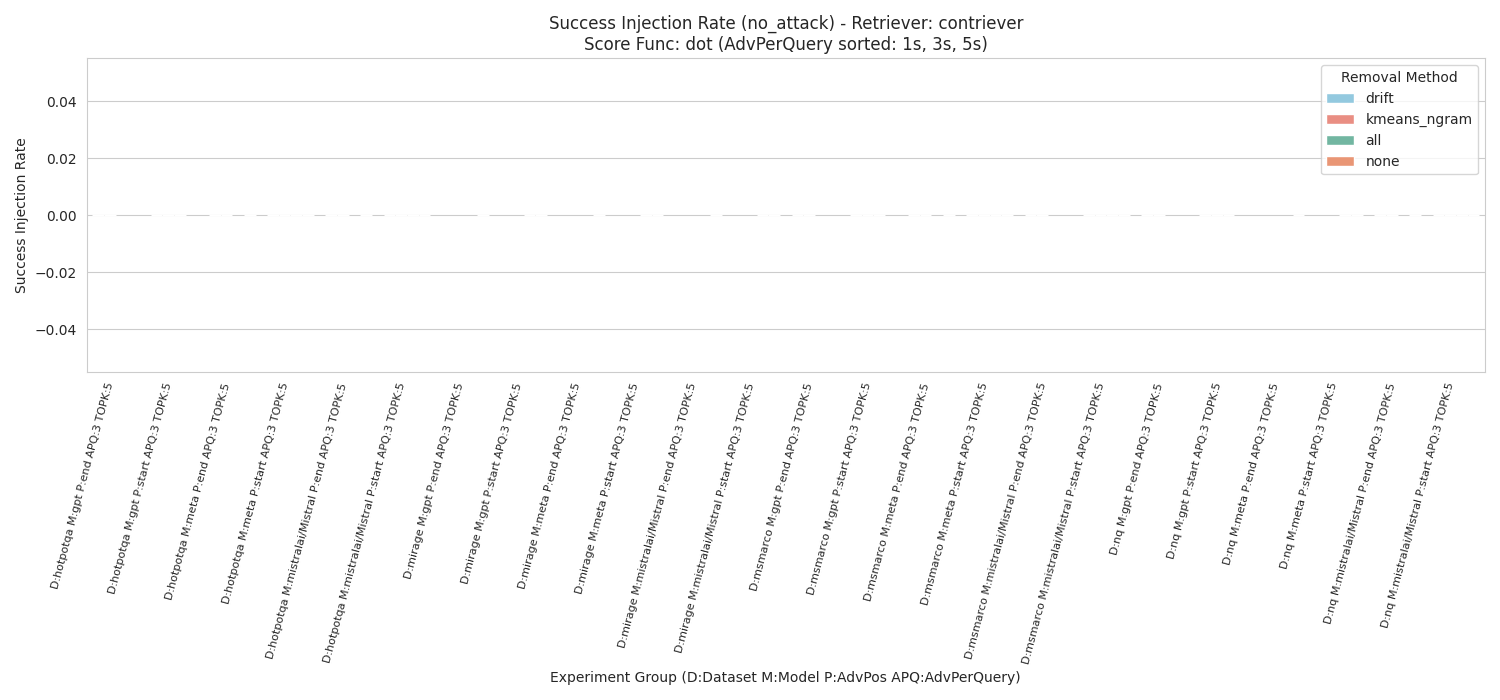 Success Injection Rate (no_attack) - Retriever: contriever
Score Func: dot (AdvPerQuery sorted: 1s, 3s, 5s)
Removal Method
drift
kmeans_ngram
all
none
Success Injection Rate
0.04
0.02
0.00
−0.02
−0.04
D:hotpotqa M:gpt P:end APQ:3 TOPK:5
D:hotpotqa M:gpt P:start APQ:3 TOPK:5
D:hotpotqa M:meta P:end APQ:3 TOPK:5
D:hotpotqa M:meta P:start APQ:3 TOPK:5
D:hotpotqa M:mistralai/Mistral P:end APQ:3 TOPK:5
D:hotpotqa M:mistralai/Mistral P:start APQ:3 TOPK:5
D:mirage M:gpt P:end APQ:3 TOPK:5
D:mirage M:gpt P:start APQ:3 TOPK:5
D:mirage M:meta P:end APQ:3 TOPK:5
D:mirage M:meta P:start APQ:3 TOPK:5
D:mirage M:mistralai/Mistral P:end APQ:3 TOPK:5
D:mirage M:mistralai/Mistral P:start APQ:3 TOPK:5
D:msmarco M:gpt P:end APQ:3 TOPK:5
D:msmarco M:gpt P:start APQ:3 TOPK:5
D:msmarco M:meta P:end APQ:3 TOPK:5
D:msmarco M:meta P:start APQ:3 TOPK:5
D:msmarco M:mistralai/Mistral P:end APQ:3 TOPK:5
D:msmarco M:mistralai/Mistral P:start APQ:3 TOPK:5
D:nq M:gpt P:end APQ:3 TOPK:5
D:nq M:gpt P:start APQ:3 TOPK:5
D:nq M:meta P:end APQ:3 TOPK:5
D:nq M:meta P:start APQ:3 TOPK:5
D:nq M:mistralai/Mistral P:end APQ:3 TOPK:5
D:nq M:mistralai/Mistral P:start APQ:3 TOPK:5
Experiment Group (D:Dataset M:Model P:AdvPos APQ:AdvPerQuery)